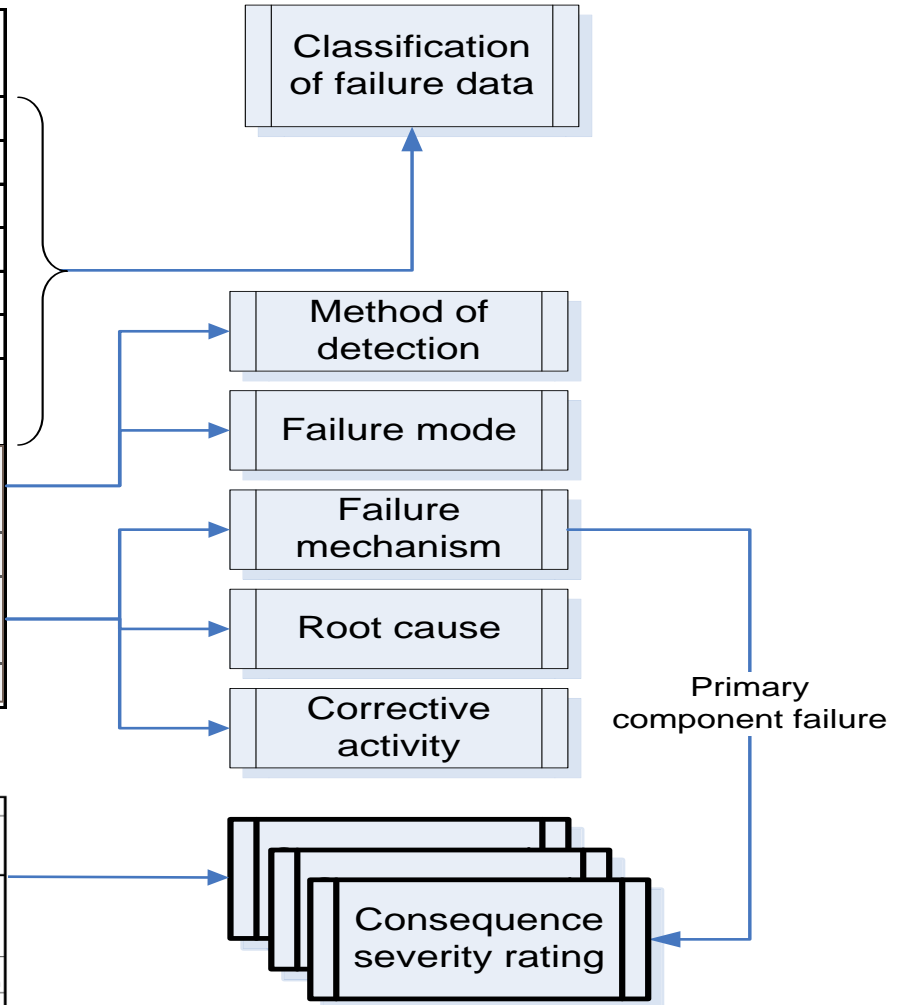 Classification
of failure data
Method of
detection
Failure mode
Failure
mechanism
Root cause
Corrective
activity
Primary
component failure
Consequence
severity rating